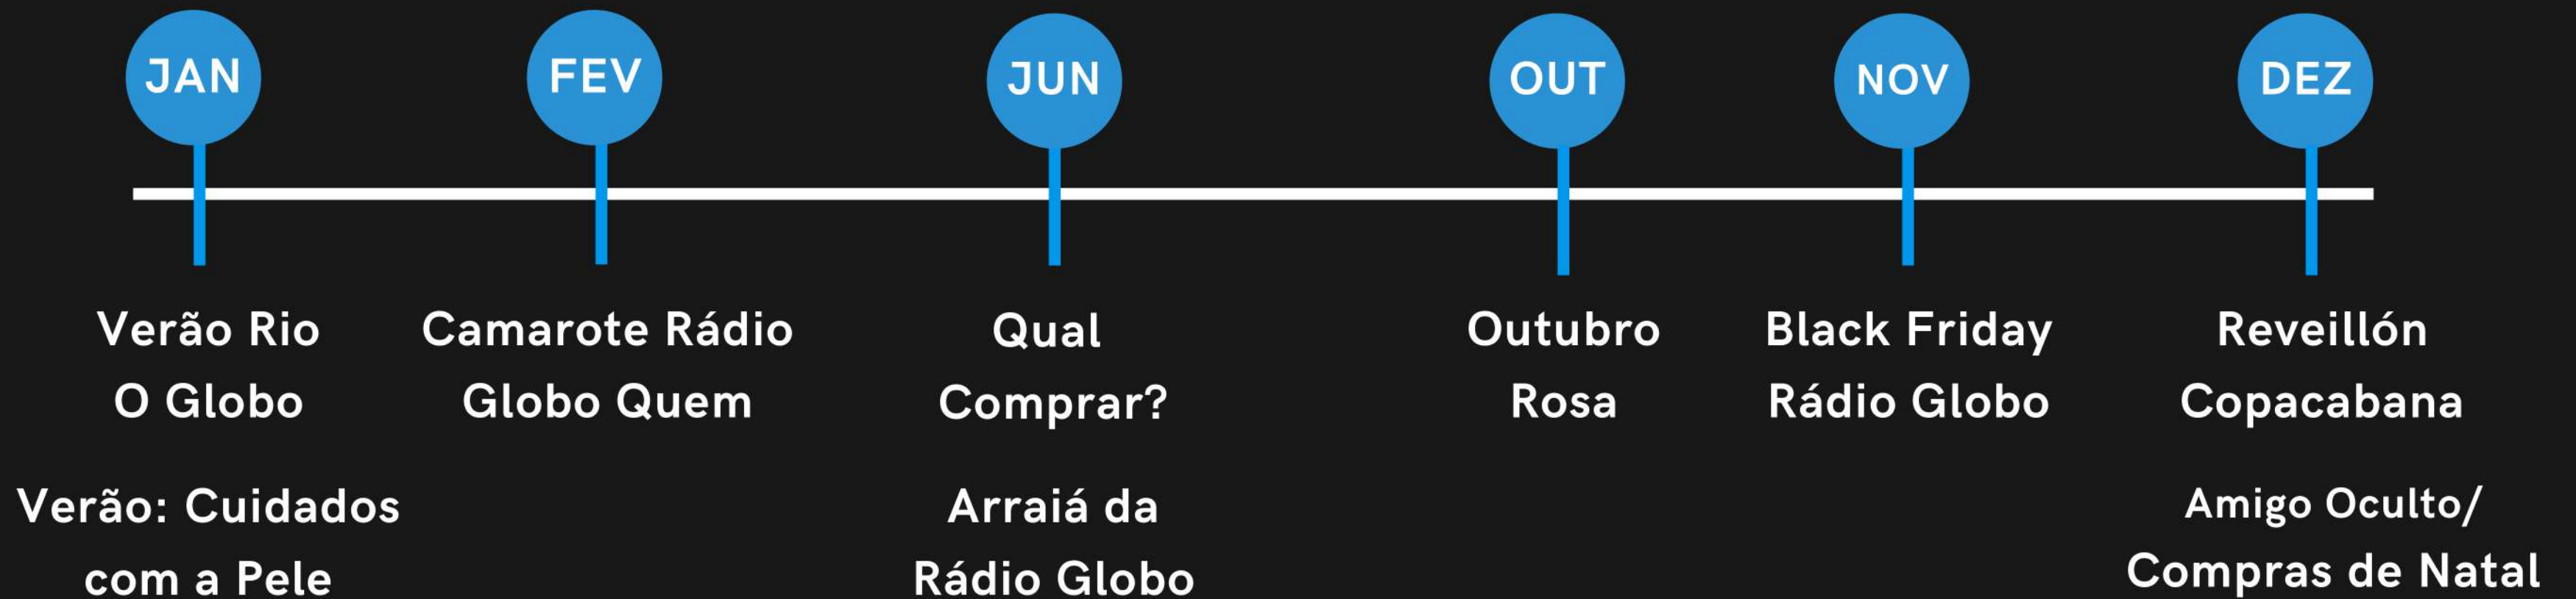 JAN
FEV
JUN
OUT
NOV
DEZ
Verão Rio
O Globo
Verão: Cuidados
com a Pele
Camarote Rádio
Globo Quem
Qual
Comprar?
Arraiá da
Rádio Globo
Outubro
Rosa
Black Friday
Rádio Globo
Reveillón
Copacabana
Amigo Oculto/
Compras de Natal